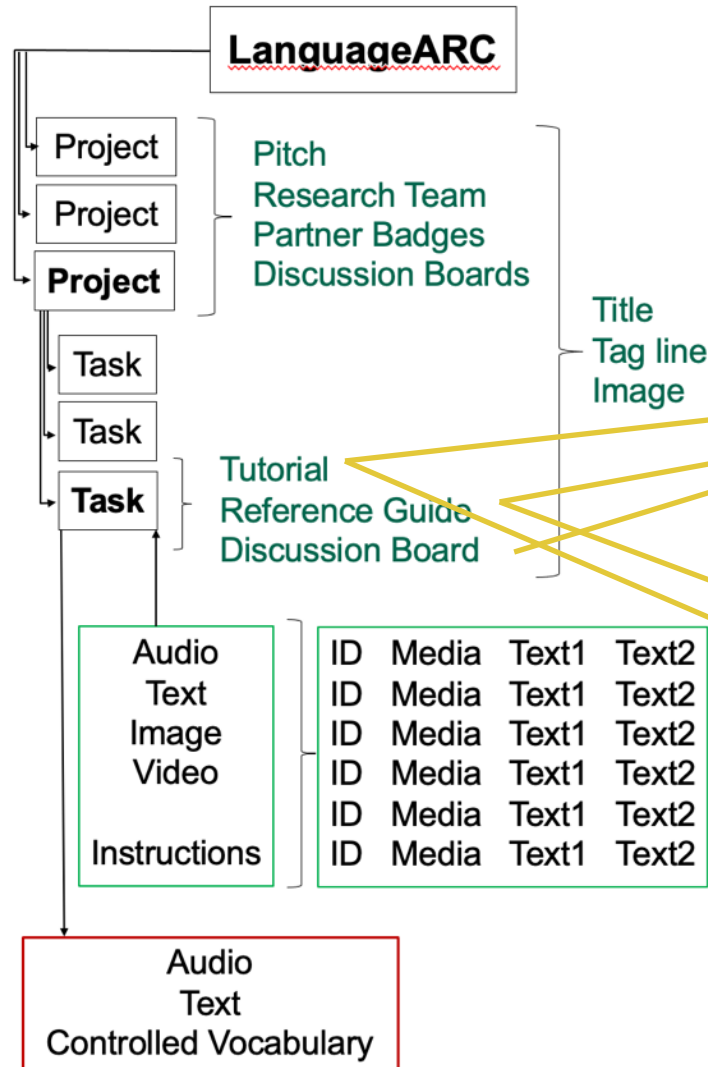 LanguageARC
Project
Project
Project
Pitch
Research Team
Partner Badges
Discussion Boards
Title
Tag line
Image
Task
Task
Task
Tutorial
Reference Guide
Discussion Board
Audio
Text
Image
Video
Instructions
ID Media Text1 Text2
ID Media Text1 Text2
ID Media Text1 Text2
ID Media Text1 Text2
ID Media Text1 Text2
ID Media Text1 Text2
Audio
Text
Controlled Vocabulary